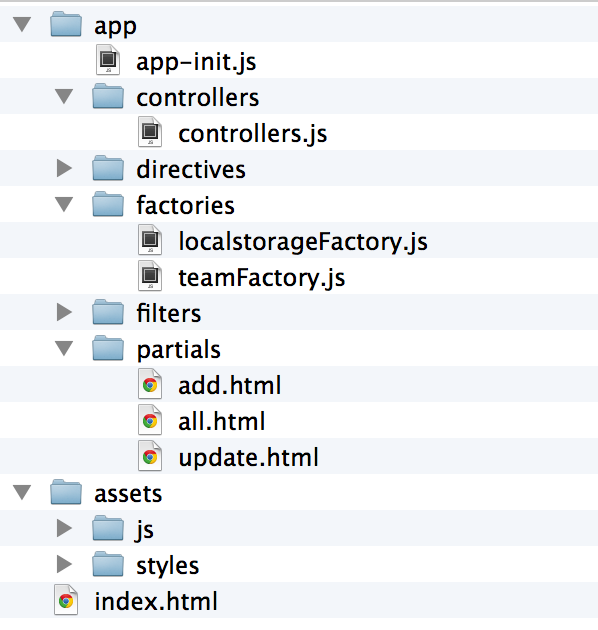 app
app-init.js
controllers
controllers.js
directives
factories
localstorageFactory.js
teamFactory.js
filters
partials
add.html
all.html
update.html
assets
js
styles
index.html